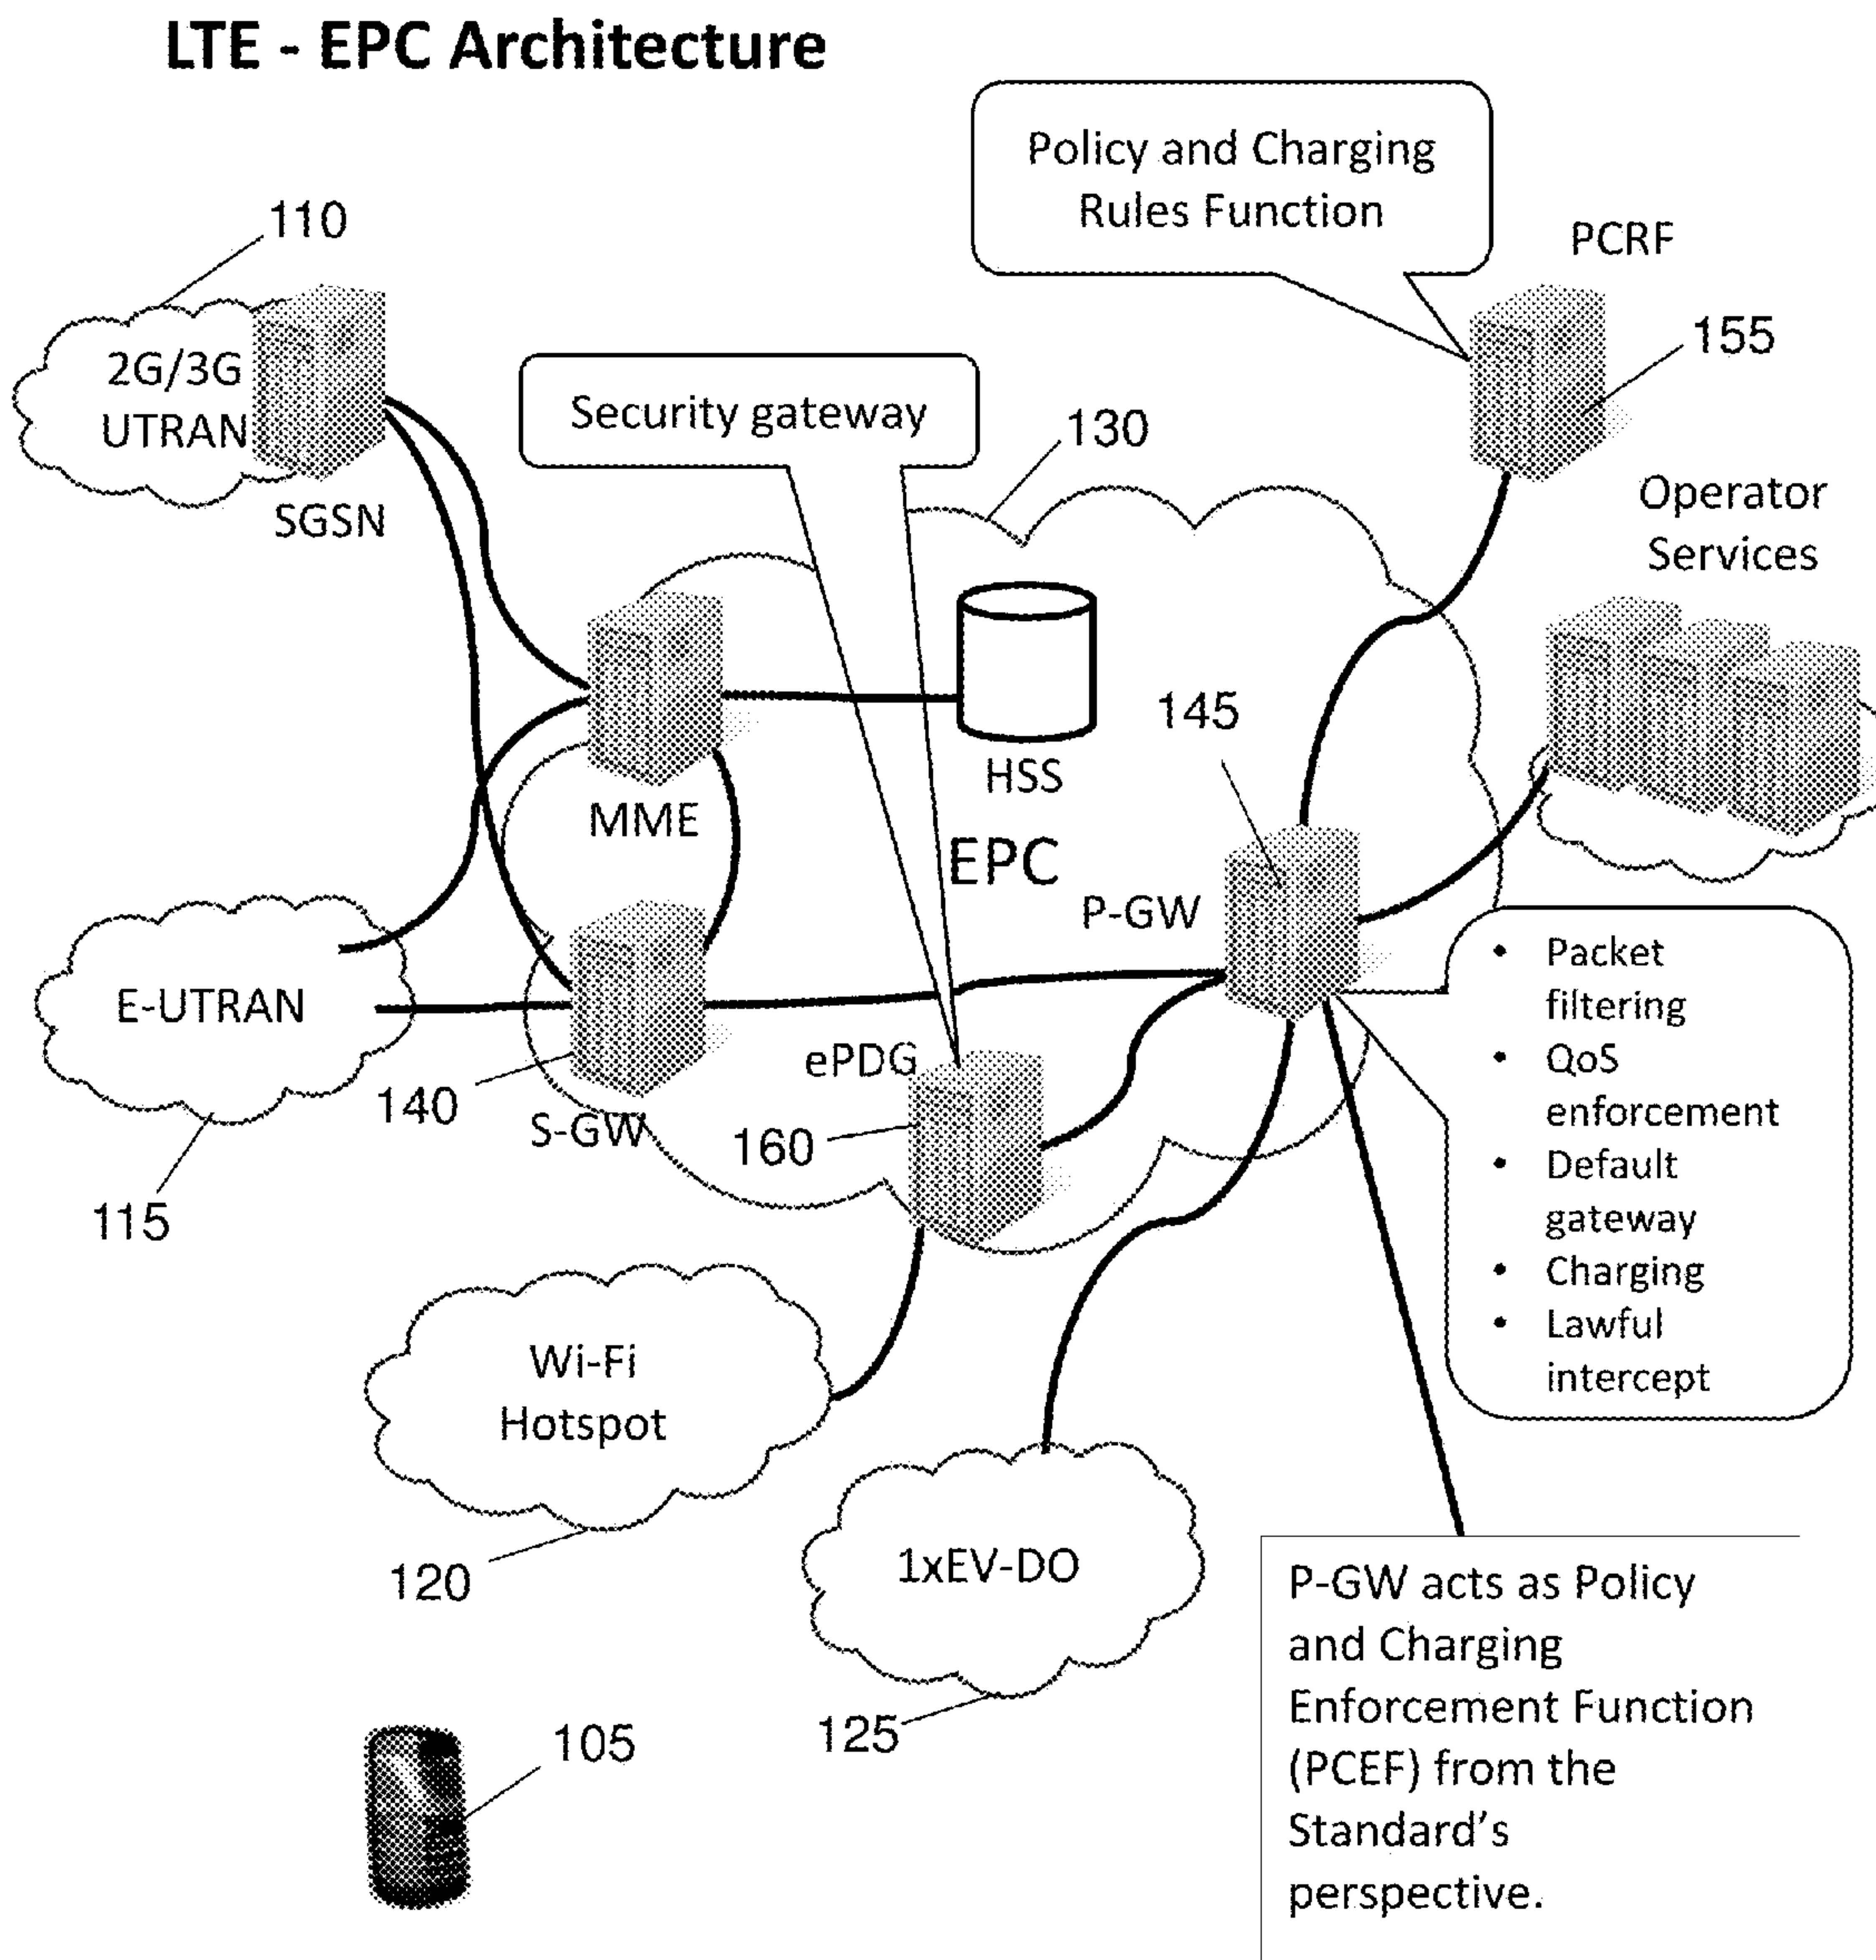 LTE - EPC Architecture
Policy and Charging
Rules Function
PCRF
110
155
2G/3G
UTRAN
SGSN
Security gateway
130
Operator
Services
145
HSS
MME
EPC
P-GW
E-UTRAN
ePDG
140
S-GW
160
115
• Packet
filtering
• QoS
enforcement
• Default
gateway
• Charging
• Lawful
intercept
Wi-Fi
Hotspot
120
1xEV-DO
125
105
P-GW acts as Policy
and Charging
Enforcement Function
(PCEF) from the
Standard's
perspective.